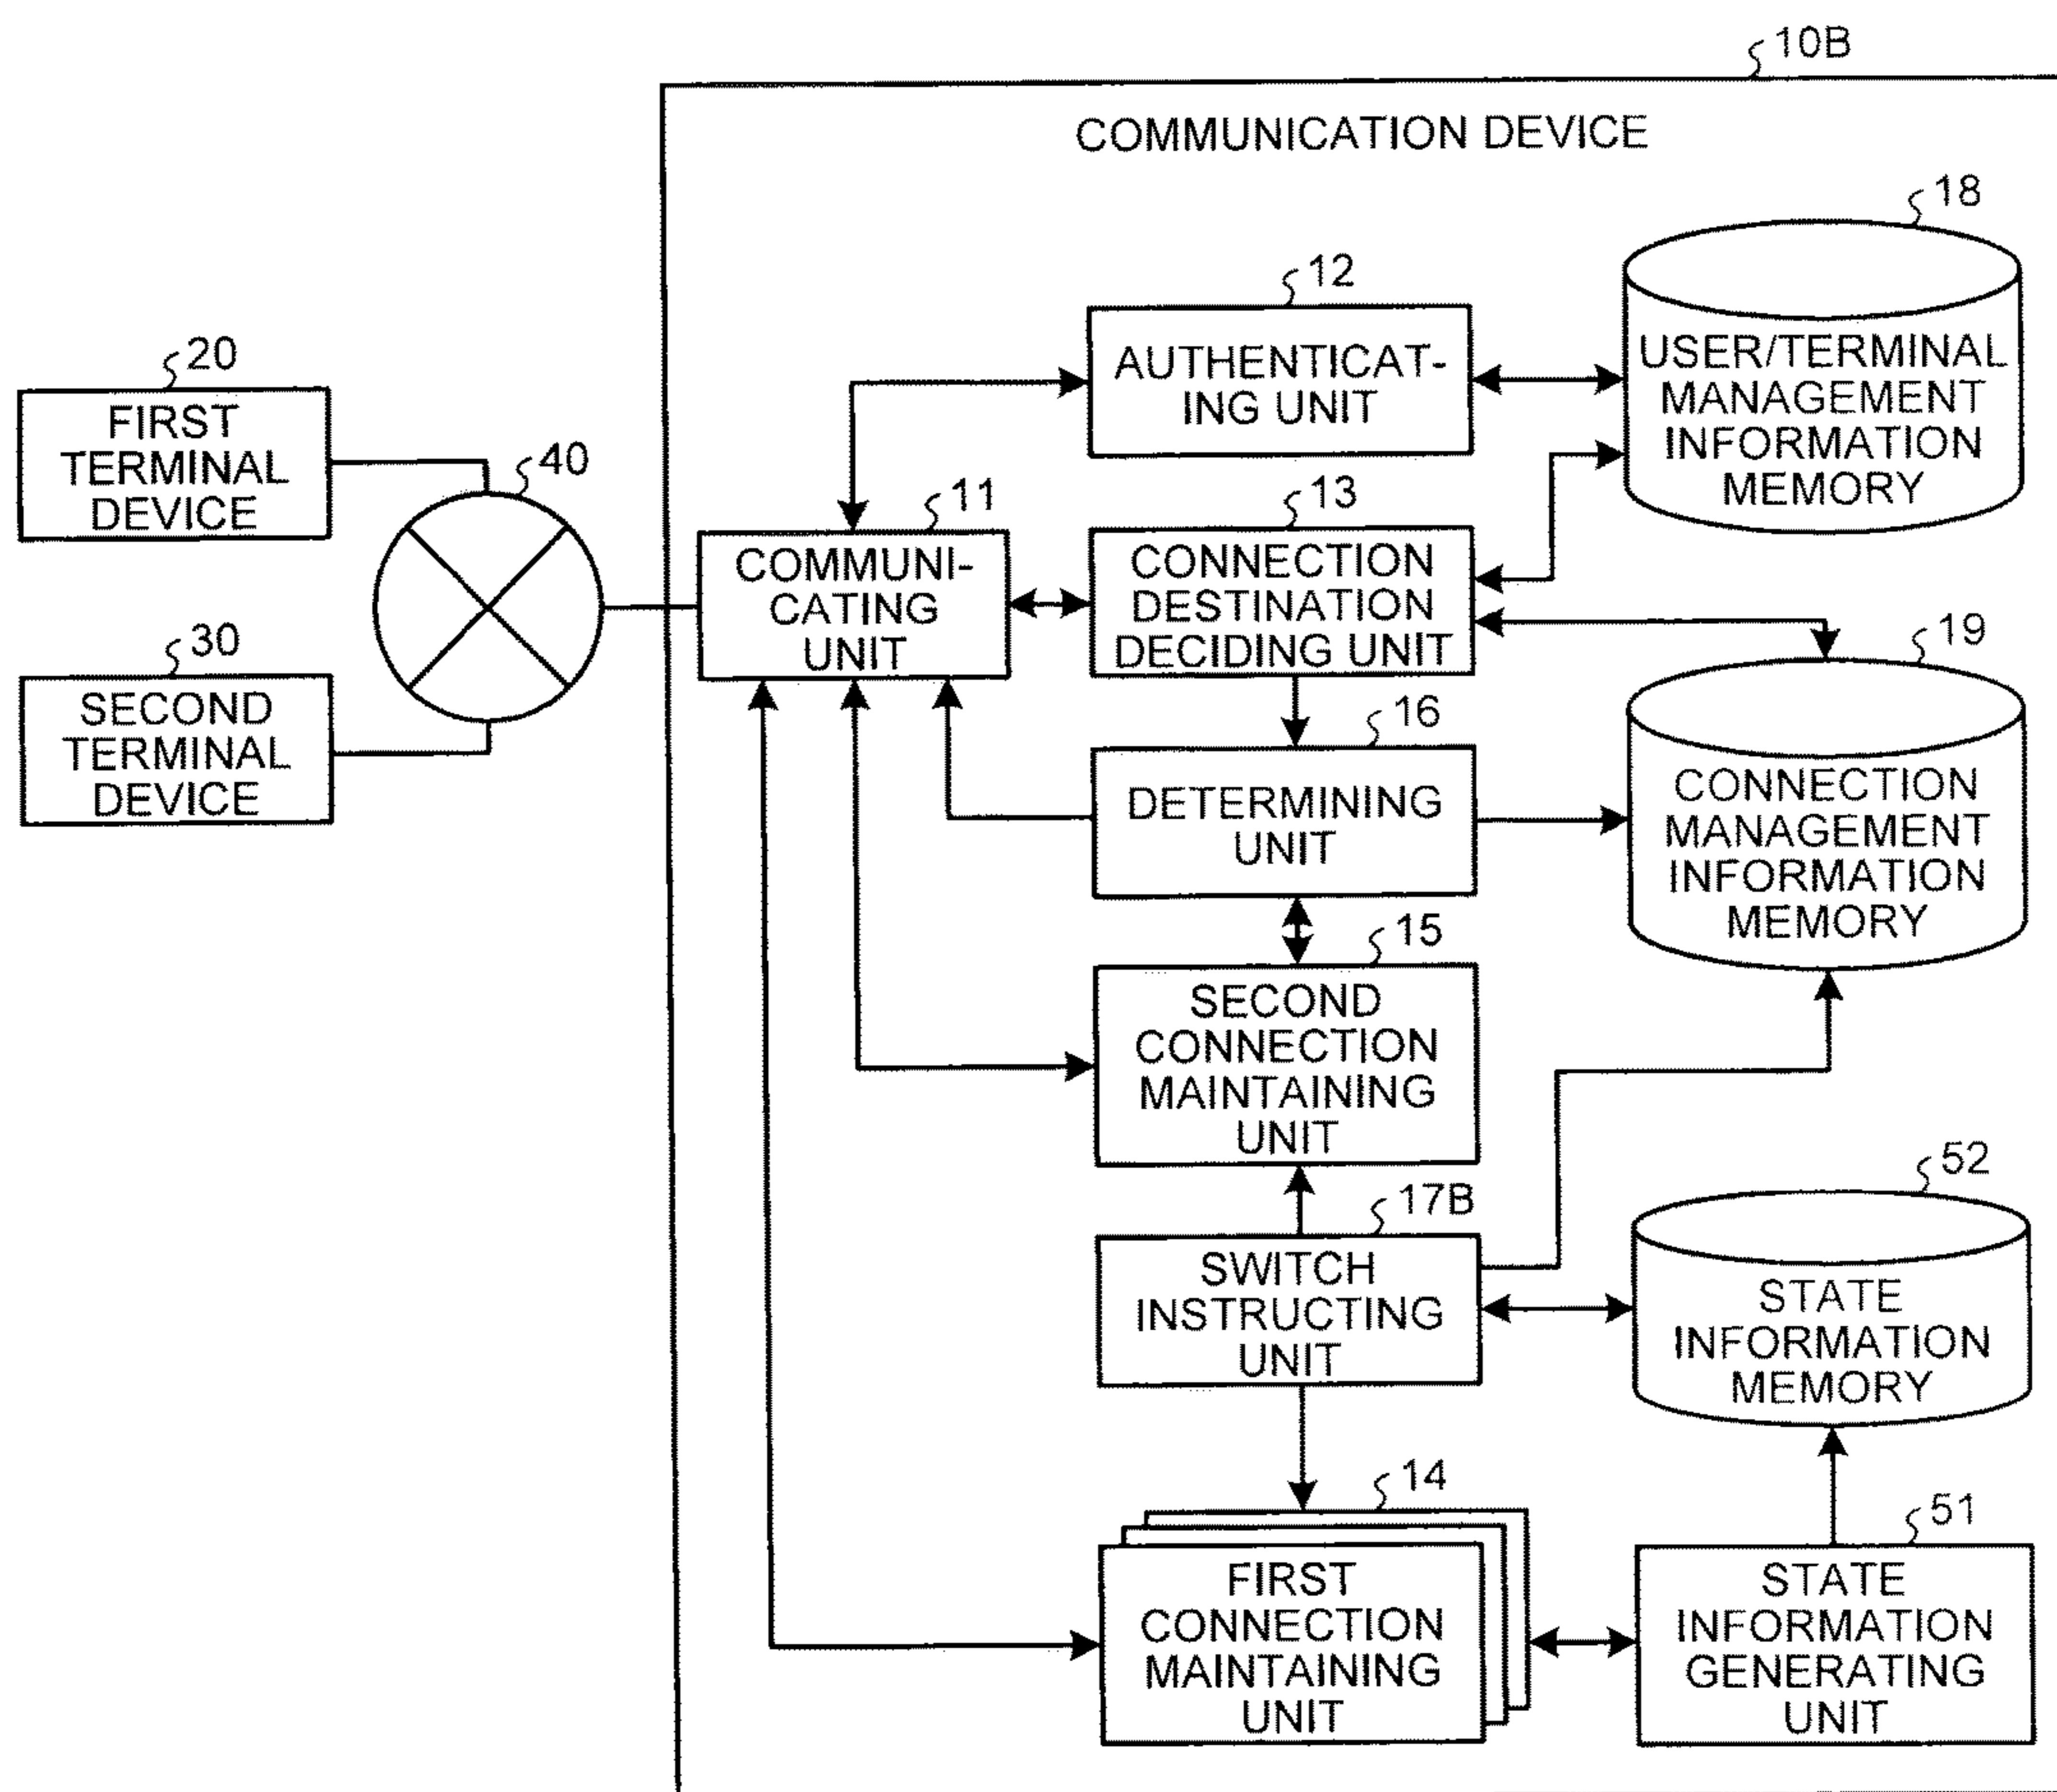 10B
COMMUNICATION DEVICE
18
12
AUTHENTICAT-
ING UNIT
USER/TERMINAL
MANAGEMENT
INFORMATION
MEMORY
20
FIRST
TERMINAL
DEVICE
40
11
COMMUNI-
CATING
UNIT
13
CONNECTION
DESTINATION
DECIDING UNIT
30
SECOND
TERMINAL
DEVICE
19
CONNECTION
MANAGEMENT
INFORMATION
MEMORY
16
DETERMINING
UNIT
15
SECOND
CONNECTION
MAINTAINING
UNIT
17B
SWITCH
INSTRUCTING
UNIT
52
STATE
INFORMATION
MEMORY
14
FIRST
CONNECTION
MAINTAINING
UNIT
51
STATE
INFORMATION
GENERATING
UNIT